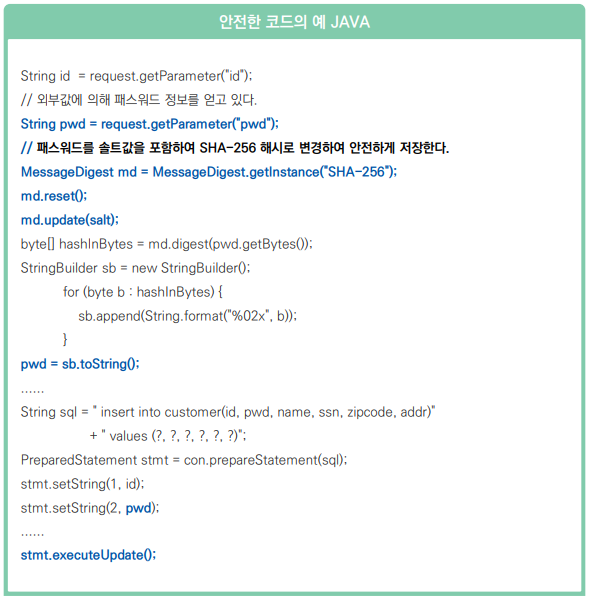 안전한 코드의 예 JAVA
String id  = request.getParameter("id");
// 외부값에 의해 패스워드 정보를 얻고 있다.
String pwd = request.getParameter("pwd");
// 패스워드를 솔트값을 포함하여 SHA-256 해시로 변경하여 안전하게 저장한다.
MessageDigest md = MessageDigest.getInstance("SHA-256");
md.reset();
md.update(salt);
byte[] hashInBytes = md.digest(pwd.getBytes());
StringBuilder sb = new StringBuilder();
for (byte b : hashInBytes) {
sb.append(String.format("%02x", b));
}
pwd = sb.toString();
......
String sql = " insert into customer(id, pwd, name, ssn, zipcode, addr)"
+ " values (?, ?, ?, ?, ?, ?)";
PreparedStatement stmt = con.prepareStatement(sql);
stmt.setString(1, id);
stmt.setString(2, pwd);
......
stmt.executeUpdate();